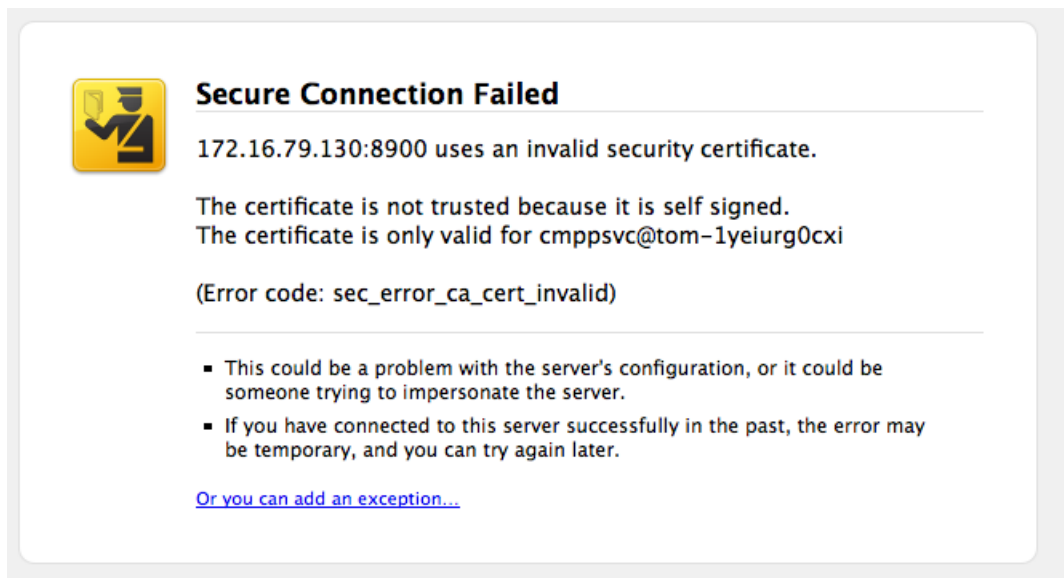 Secure Connection Failed
172.16.79.130:8900 uses an invalid security certificate.
The certificate is not trusted because it is self signed.
The certificate is only valid for cmppsvc@tom-1yeiurg0cxi
(Error code: sec_error_ca_cert_invalid)
▪ This could be a problem with the server's configuration, or it could be
someone trying to impersonate the server.
▪ If you have connected to this server successfully in the past, the error may
be temporary, and you can try again later.
Or you can add an exception...